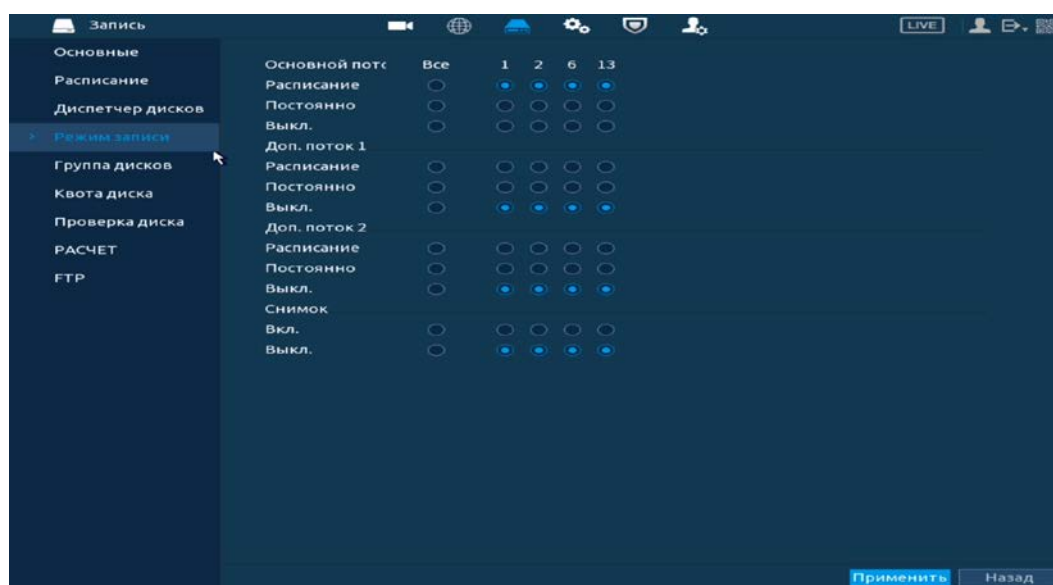 Запись LIVE
Основные
Расписание
Диспетчер дисков
Режим записи
Группа дисков
Квота диска
Проверка диска
РАСЧЕТ
FTP
Основной пото Все 1 2 6 13
Расписание
Постоянно
Выкл.
Доп. поток 1
Расписание
Постоянно
Выкл.
Доп. поток 2
Расписание
Постоянно
Выкл.
Снимок
Вкл.
Выкл.
Применить Назад